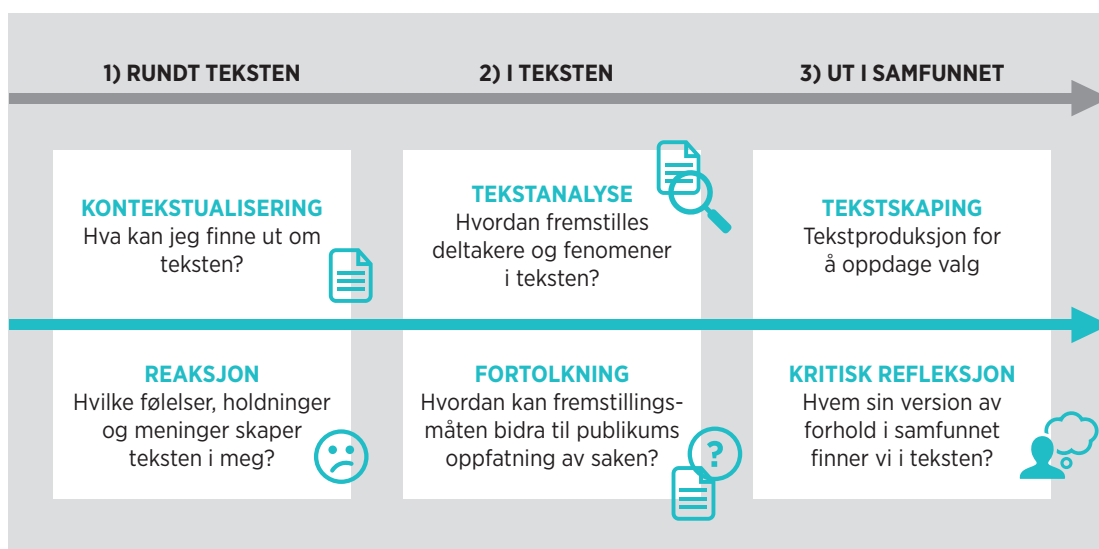 1) RUNDT TEKSTEN
2) I TEKSTEN
3) UT I SAMFUNNET
KONTEKSTUALISERING
Hva kan jeg finne ut om
teksten?
TEKSTANALYSE
Hvordan fremstilles
deltakere og fenomener
i teksten?
TEKSTSKAPING
Tekstproduksjon for
å oppdage valg
REAKSJON
Hvilke følelser, holdninger
og meninger skaper
teksten i meg?
FORTOLKNING
Hvordan kan fremstillings-
måten bidra til publikums
oppfatning av saken?
?
KRITISK REFLEKSJON
Hvem sin version av
forhold i samfunnet
finner vi i teksten?